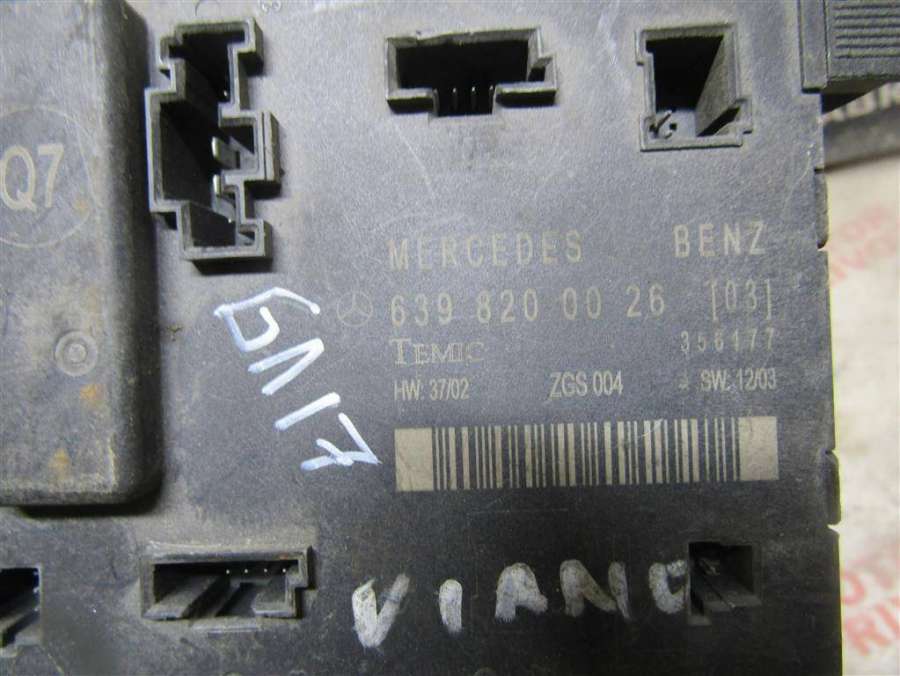 Q7
MERCEDES BENZ
639 820 00 26 [03]
TEMIC 356177
HW: 37/02 ZGS 004 SW: 12/03
VIANO